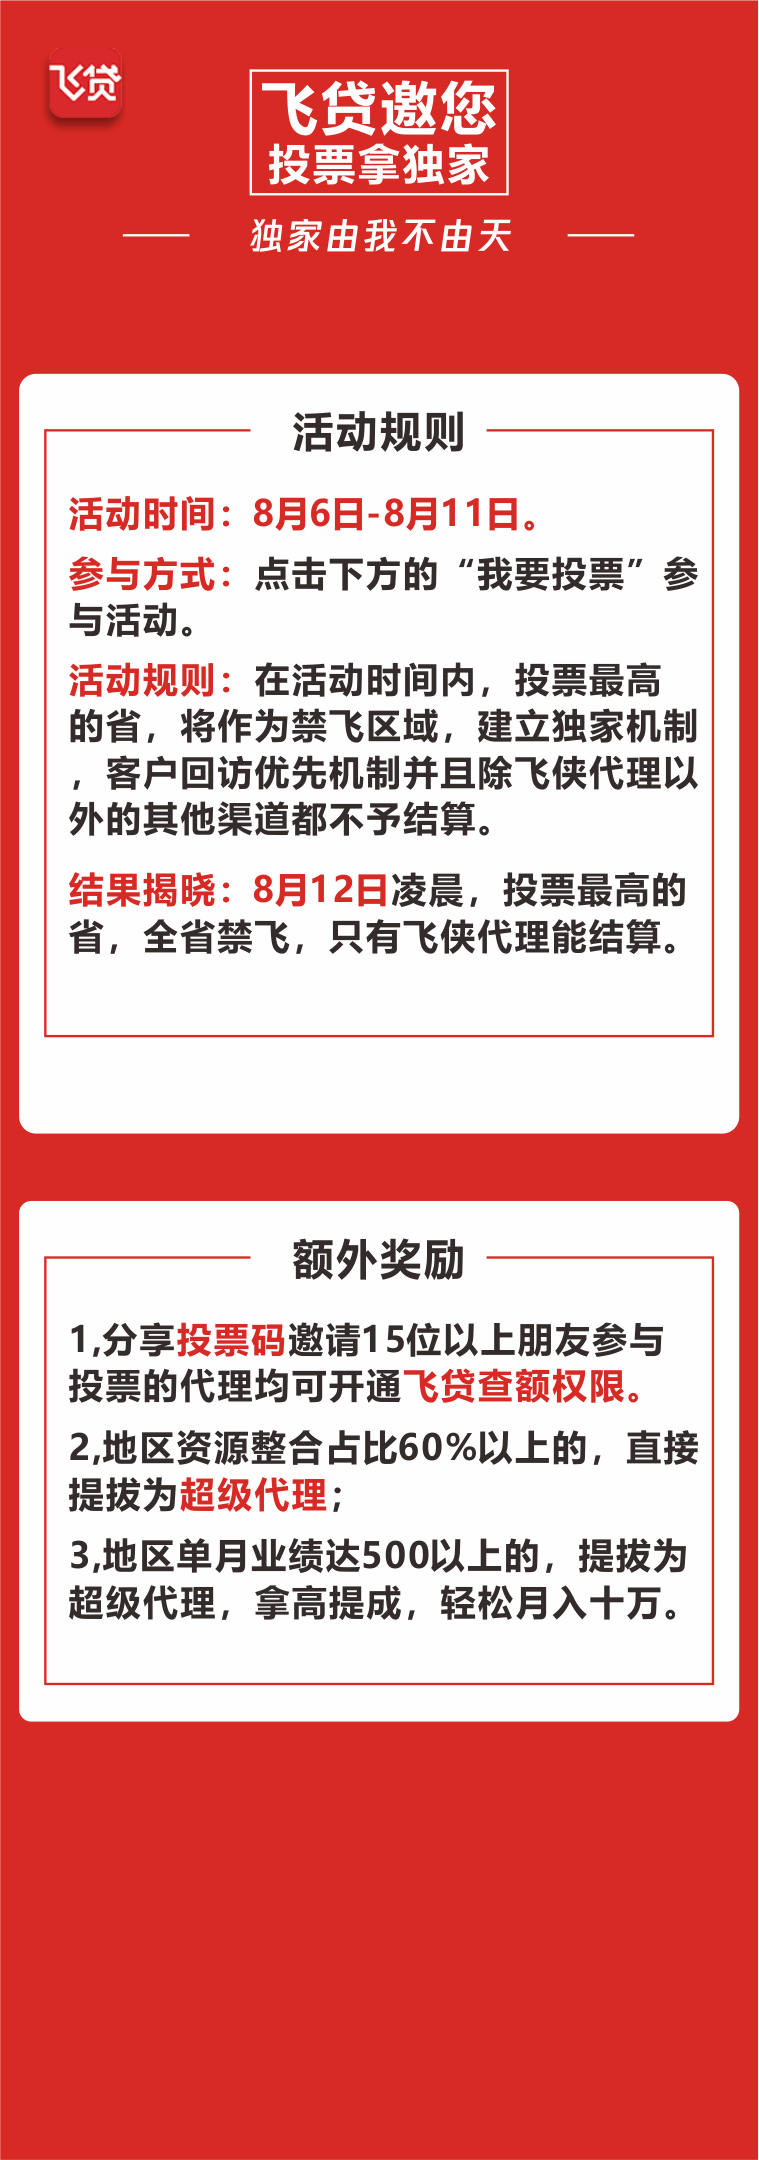 飞贷
飞贷邀您
投票拿独家
独家由我不由天
活动规则
活动时间：8月6日-8月11日。
参与方式：点击下方的“我要投票”参
与活动。
活动规则：在活动时间内，投票最高
的省，将作为禁飞区域，建立独家机制
，客户回访优先机制并且除飞侠代理以
外的其他渠道都不予结算。
结果揭晓：8月12日凌晨，投票最高的
省，全省禁飞，只有飞侠代理能结算。
额外奖励
1,分享投票码邀请15位以上朋友参与
投票的代理均可开通飞贷查额权限。
2,地区资源整合占比60%以上的，直接
提拔为超级代理；
3,地区单月业绩达500以上的，提拔为
超级代理，拿高提成，轻松月入十万。